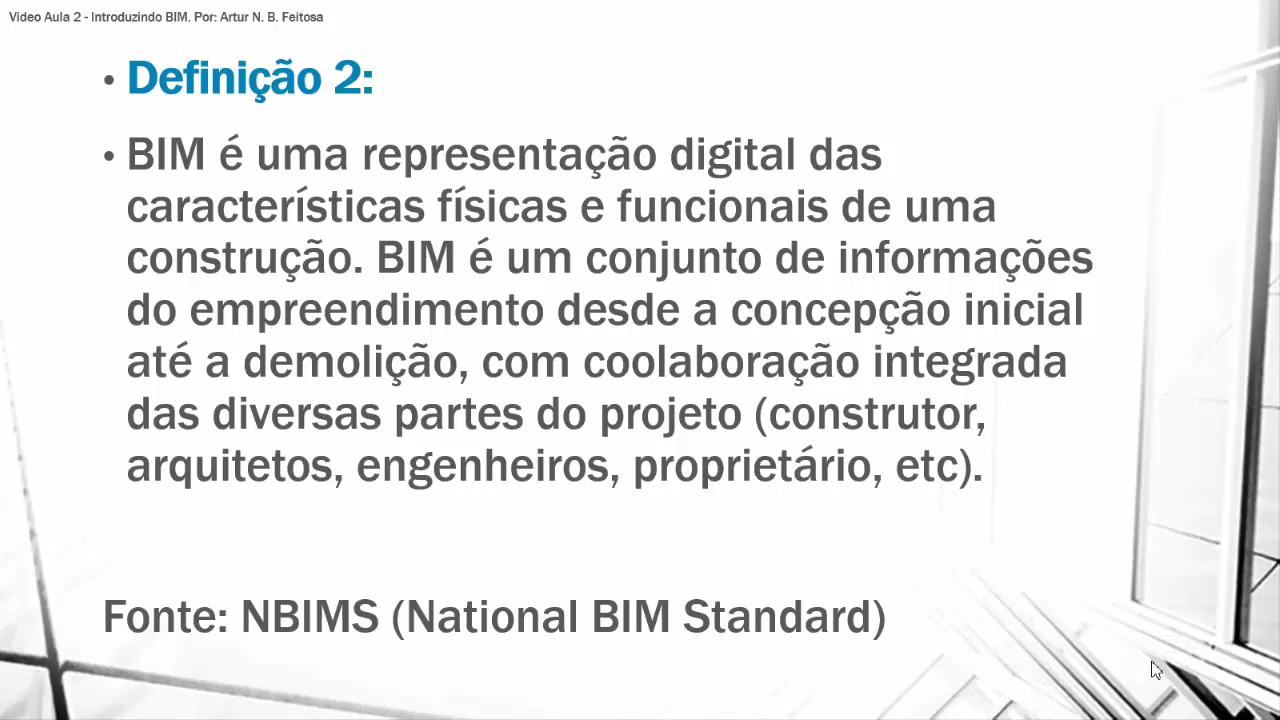 Video Aula 2 - Introduzindo BIM. Por: Artur N. B. Feitosa
• Definição 2:
• BIM é uma representação digital das
características físicas e funcionais de uma
construção. BIM é um conjunto de informações
do empreendimento desde a concepção inicial
até a demolição, com coolaboração integrada
das diversas partes do projeto (construtor,
arquitetos, engenheiros, proprietário, etc).
Fonte: NBIMS (National BIM Standard)